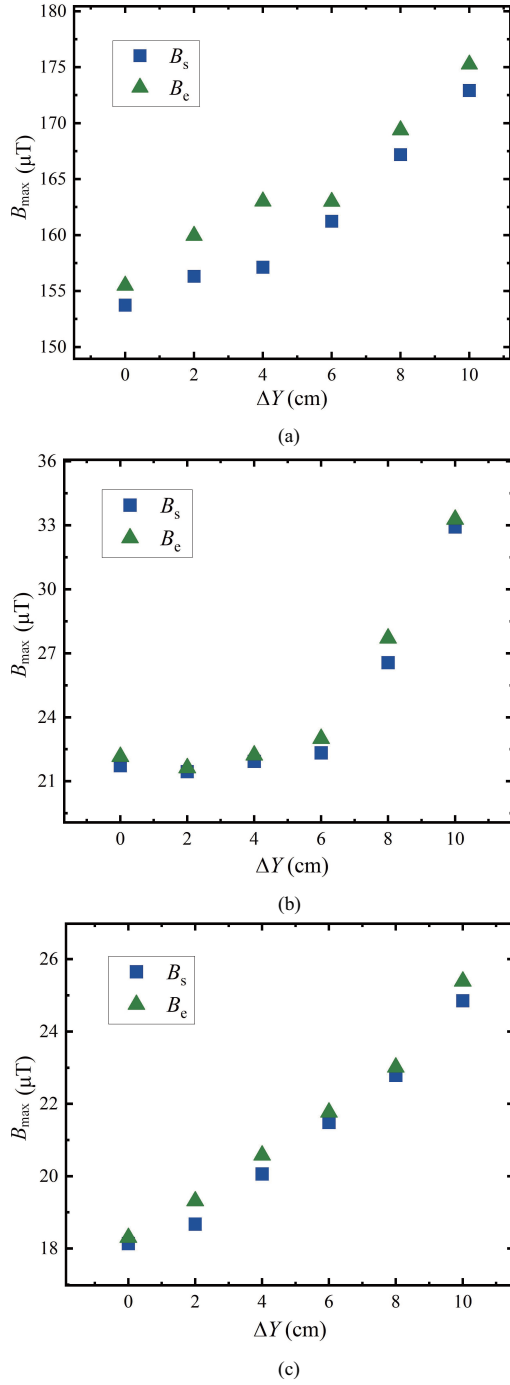 180
175
170
165
160
155
150
B_max (μT)
B_s
B_e
0 2 4 6 8 10
ΔY (cm)
(a)
36
33
30
27
24
21
B_max (μT)
B_s
B_e
0 2 4 6 8 10
ΔY (cm)
(b)
26
24
22
20
18
B_max (μT)
B_s
B_e
0 2 4 6 8 10
ΔY (cm)
(c)